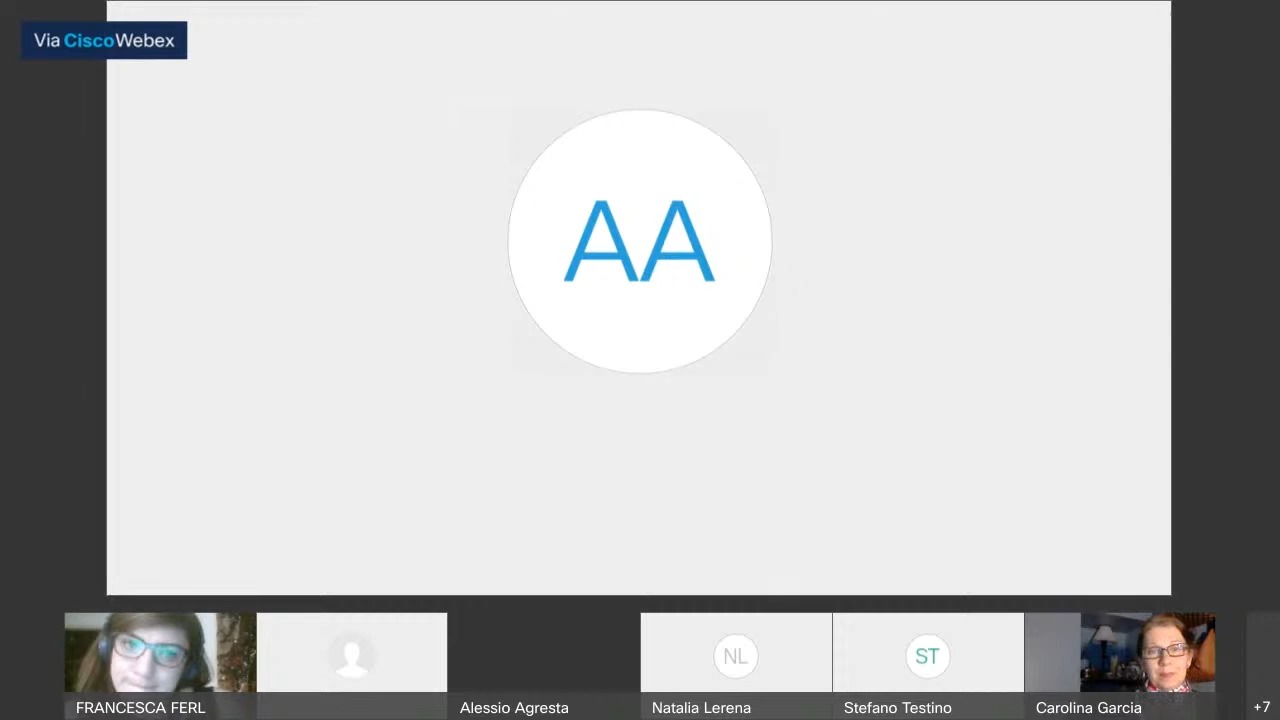 Via CiscoWebex
AA
NL
ST
FRANCESCA FERL
Alessio Agresta
Natalia Lerena
Stefano Testino
Carolina Garcia
+7